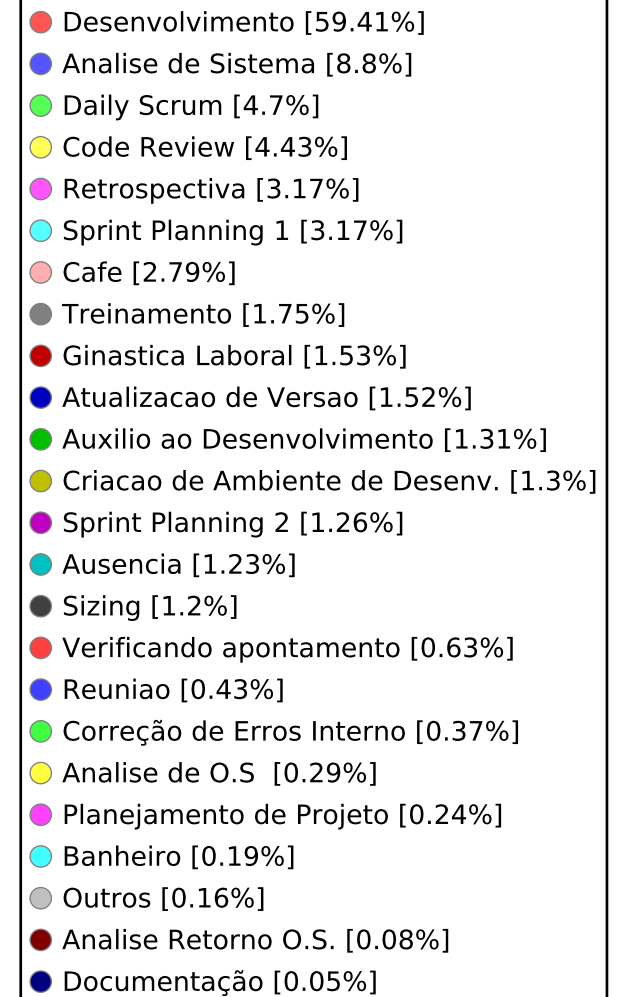 Desenvolvimento [59.41%]
Analise de Sistema [8.8%]
Daily Scrum [4.7%]
Code Review [4.43%]
Retrospectiva [3.17%]
Sprint Planning 1 [3.17%]
Cafe [2.79%]
Treinamento [1.75%]
Ginastica Laboral [1.53%]
Atualizacao de Versao [1.52%]
Auxilio ao Desenvolvimento [1.31%]
Criacao de Ambiente de Desenv. [1.3%]
Sprint Planning 2 [1.26%]
Ausencia [1.23%]
Sizing [1.2%]
Verificando apontamento [0.63%]
Reuniao [0.43%]
Correção de Erros Interno [0.37%]
Analise de O.S  [0.29%]
Planejamento de Projeto [0.24%]
Banheiro [0.19%]
Outros [0.16%]
Analise Retorno O.S. [0.08%]
Documentação [0.05%]